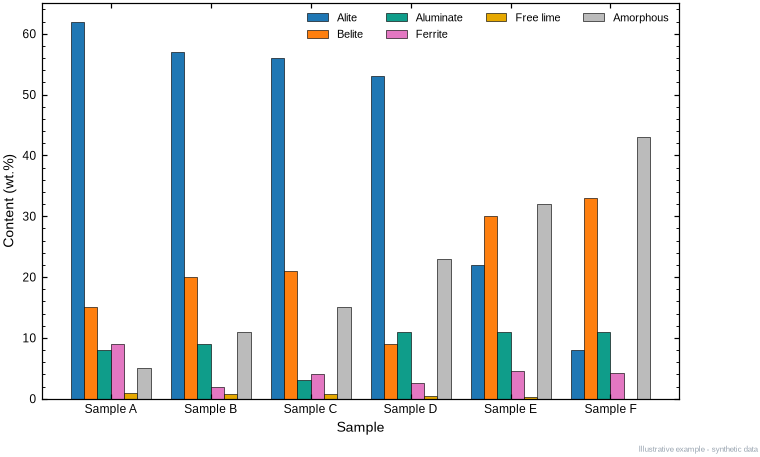 Alite
Aluminate
Free lime
Amorphous
Belite
Ferrite
Content (wt.%)
60
50
40
30
20
10
0
Sample A
Sample B
Sample C
Sample D
Sample E
Sample F
Sample
Illustrative example - synthetic data